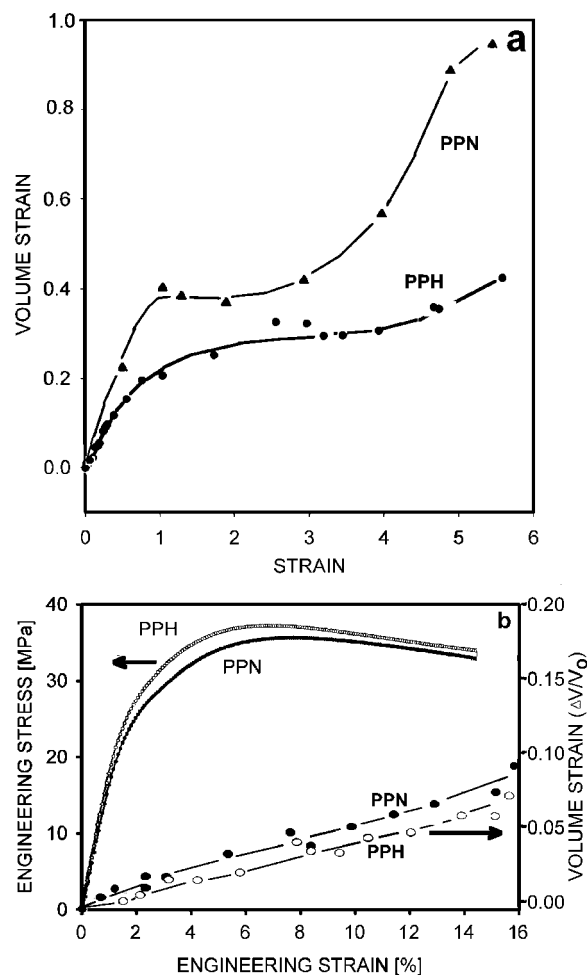 a
1.0
0.8
0.6
0.4
0.2
0.0
VOLUME STRAIN
PPN
PPH
0 1 2 3 4 5 6
STRAIN
b
40
30
20
10
0
ENGINEERING STRESS [MPa]
PPH
PPN
PPN
PPH
0.20
0.15
0.10
0.05
0.00
VOLUME STRAIN (ΔV/V₀)
0 2 4 6 8 10 12 14 16
ENGINEERING STRAIN [%]